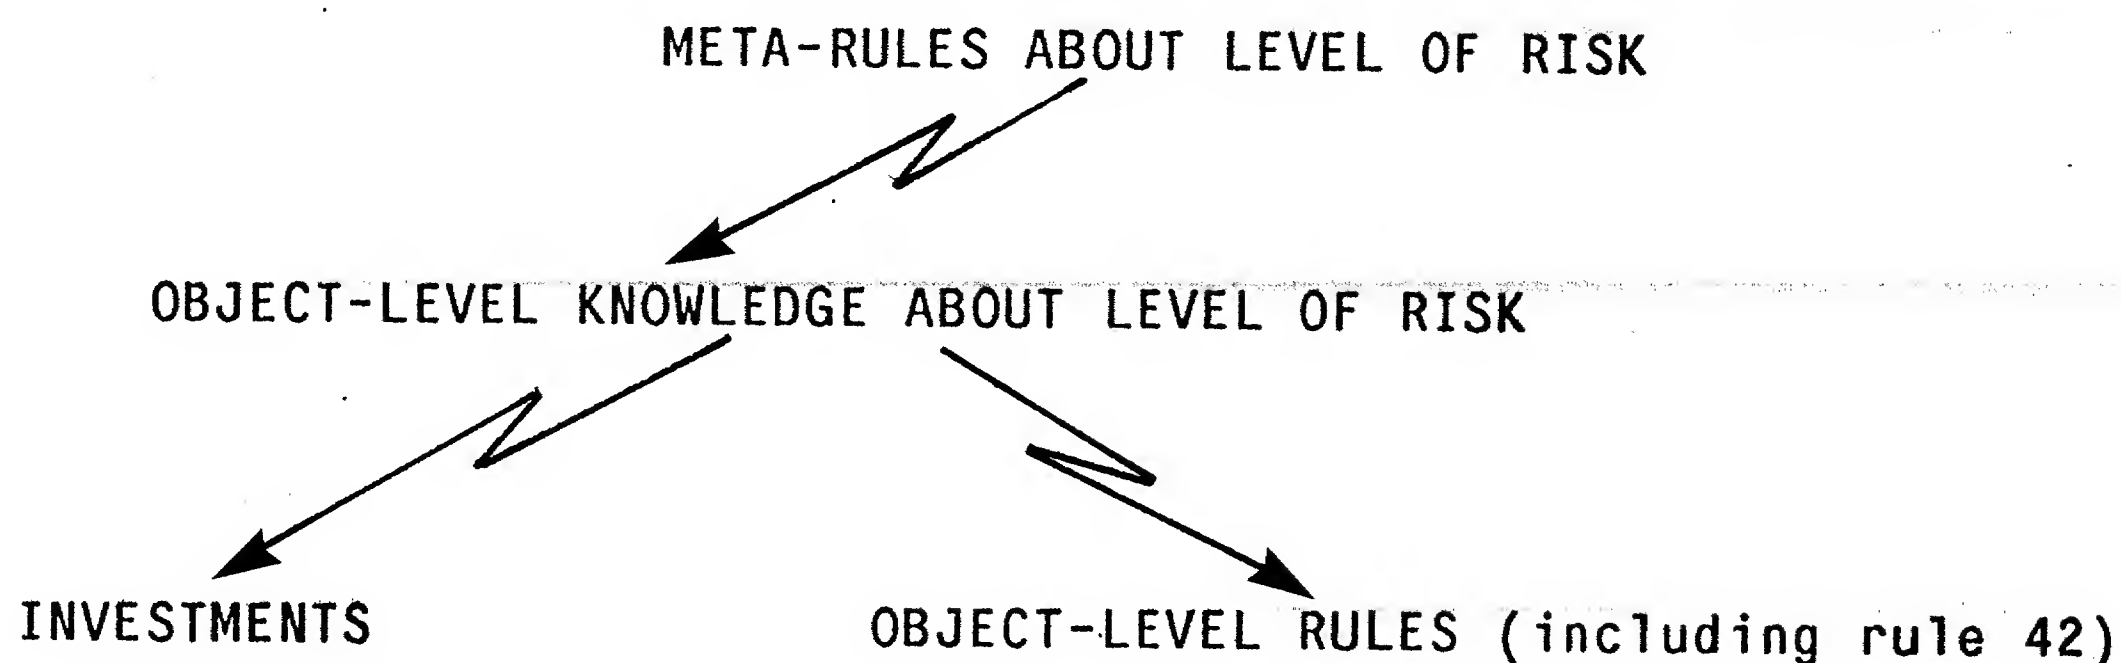 META-RULES ABOUT LEVEL OF RISK
OBJECT-LEVEL KNOWLEDGE ABOUT LEVEL OF RISK
INVESTMENTS
OBJECT-LEVEL RULES (including rule 42)